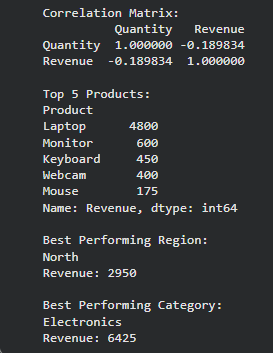 Correlation Matrix:
Quantity Revenue
Quantity 1.000000 -0.189834
Revenue -0.189834 1.000000
Top 5 Products:
Product
Laptop 4800
Monitor 600
Keyboard 450
Webcam 400
Mouse 175
Name: Revenue, dtype: int64
Best Performing Region:
North
Revenue: 2950
Best Performing Category:
Electronics
Revenue: 6425